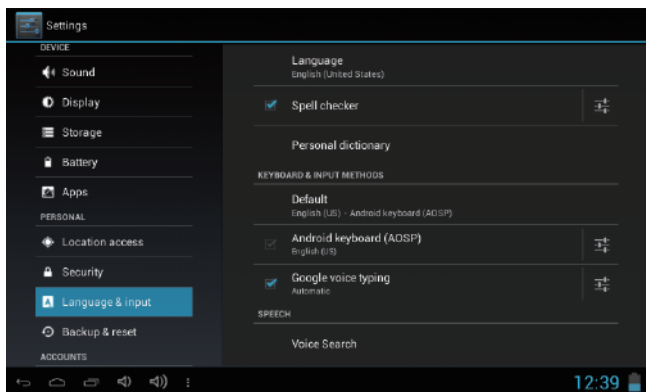 Settings
DEVICE
Sound
Display
Storage
Battery
Apps
PERSONAL
Location access
Security
Language & input
Backup & reset
ACCOUNTS
Language
English (United States)
Spell checker
Personal dictionary
KEYBOARD & INPUT METHODS
Default
English (US) - Android keyboard (AOSP)
Android keyboard (AOSP)
English (US)
Google voice typing
Automatic
SPEECH
Voice Search
12:39